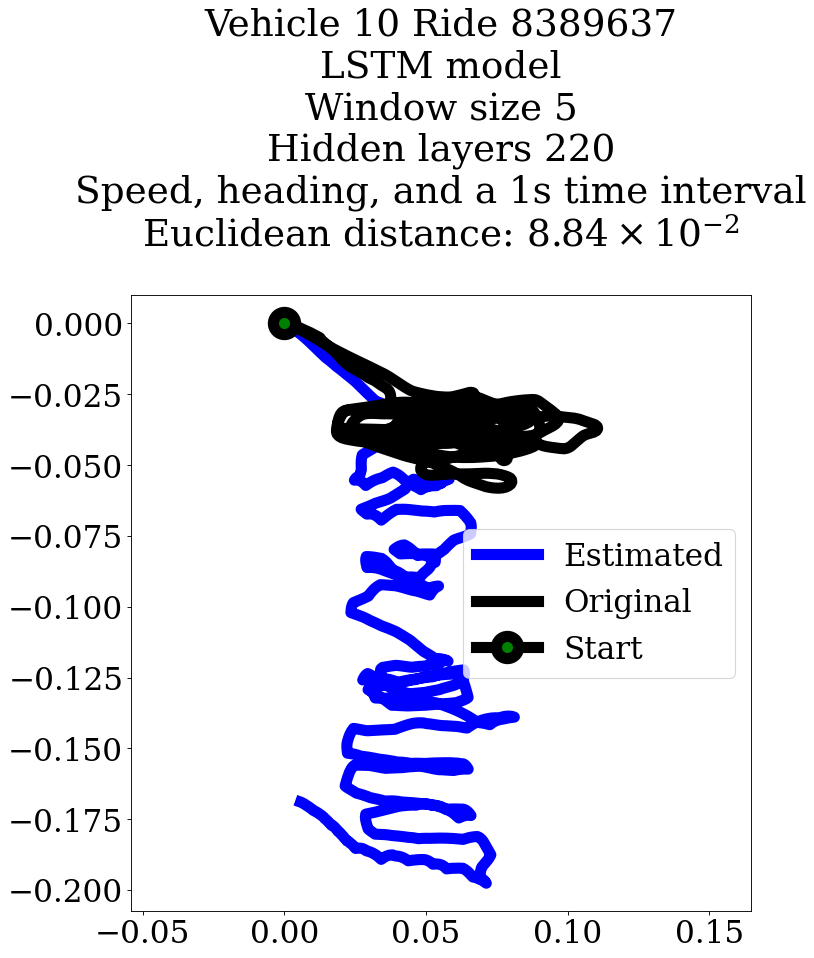 Vehicle 10 Ride 8389637
LSTM model
Window size 5
Hidden layers 220
Speed, heading, and a 1s time interval
Euclidean distance: 8.84 × 10⁻²
0.000
−0.025
−0.050
−0.075
−0.100
−0.125
−0.150
−0.175
−0.200
Estimated
Original
Start
−0.05 0.00 0.05 0.10 0.15